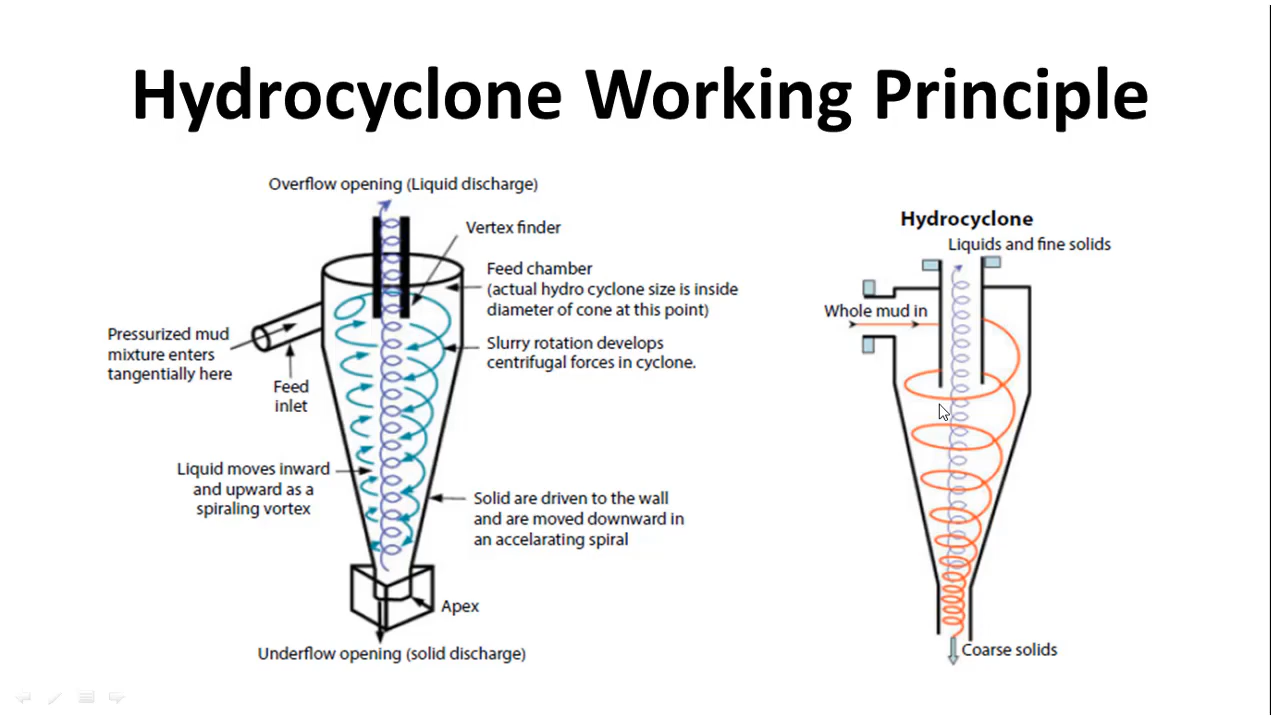 Hydrocyclone Working Principle
Overflow opening (Liquid discharge)
Vertex finder
Feed chamber
(actual hydro cyclone size is inside
diameter of cone at this point)
Pressurized mud
mixture enters
tangentially here
Feed
inlet
Slurry rotation develops
centrifugal forces in cyclone.
Liquid moves inward
and upward as a
spiraling vortex
Solid are driven to the wall
and are moved downward in
an accelarating spiral
Apex
Underflow opening (solid discharge)
Hydrocyclone
Liquids and fine solids
Whole mud in
Coarse solids